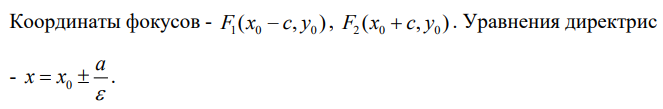 Координаты фокусов - F₁(x₀ − c, y₀), F₂(x₀ + c, y₀). Уравнения директрис
- x = x₀ ± a/ε.